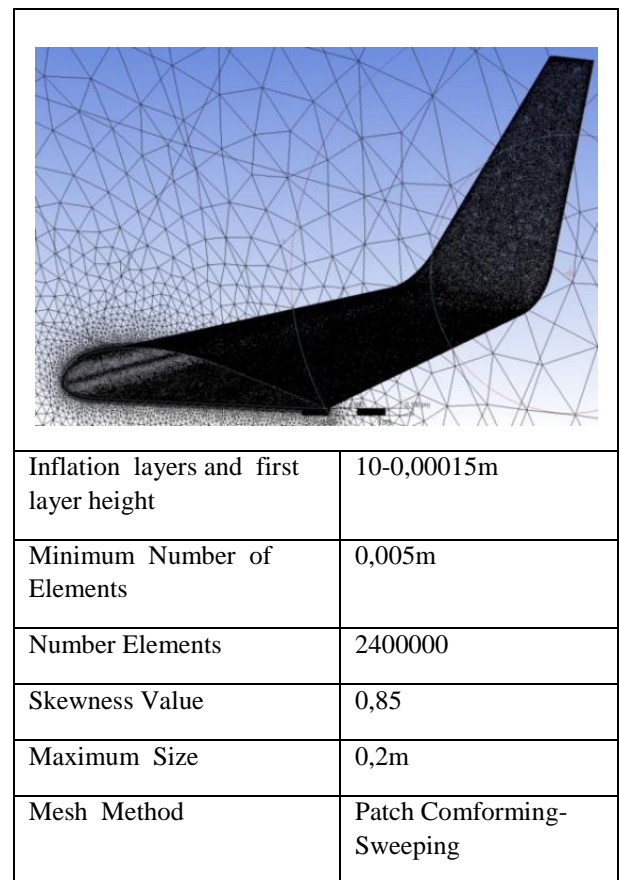 Inflation layers and first
layer height
10-0,00015m
Minimum Number of
Elements
0,005m
Number Elements
2400000
Skewness Value
0,85
Maximum Size
0,2m
Mesh Method
Patch Comforming-
Sweeping